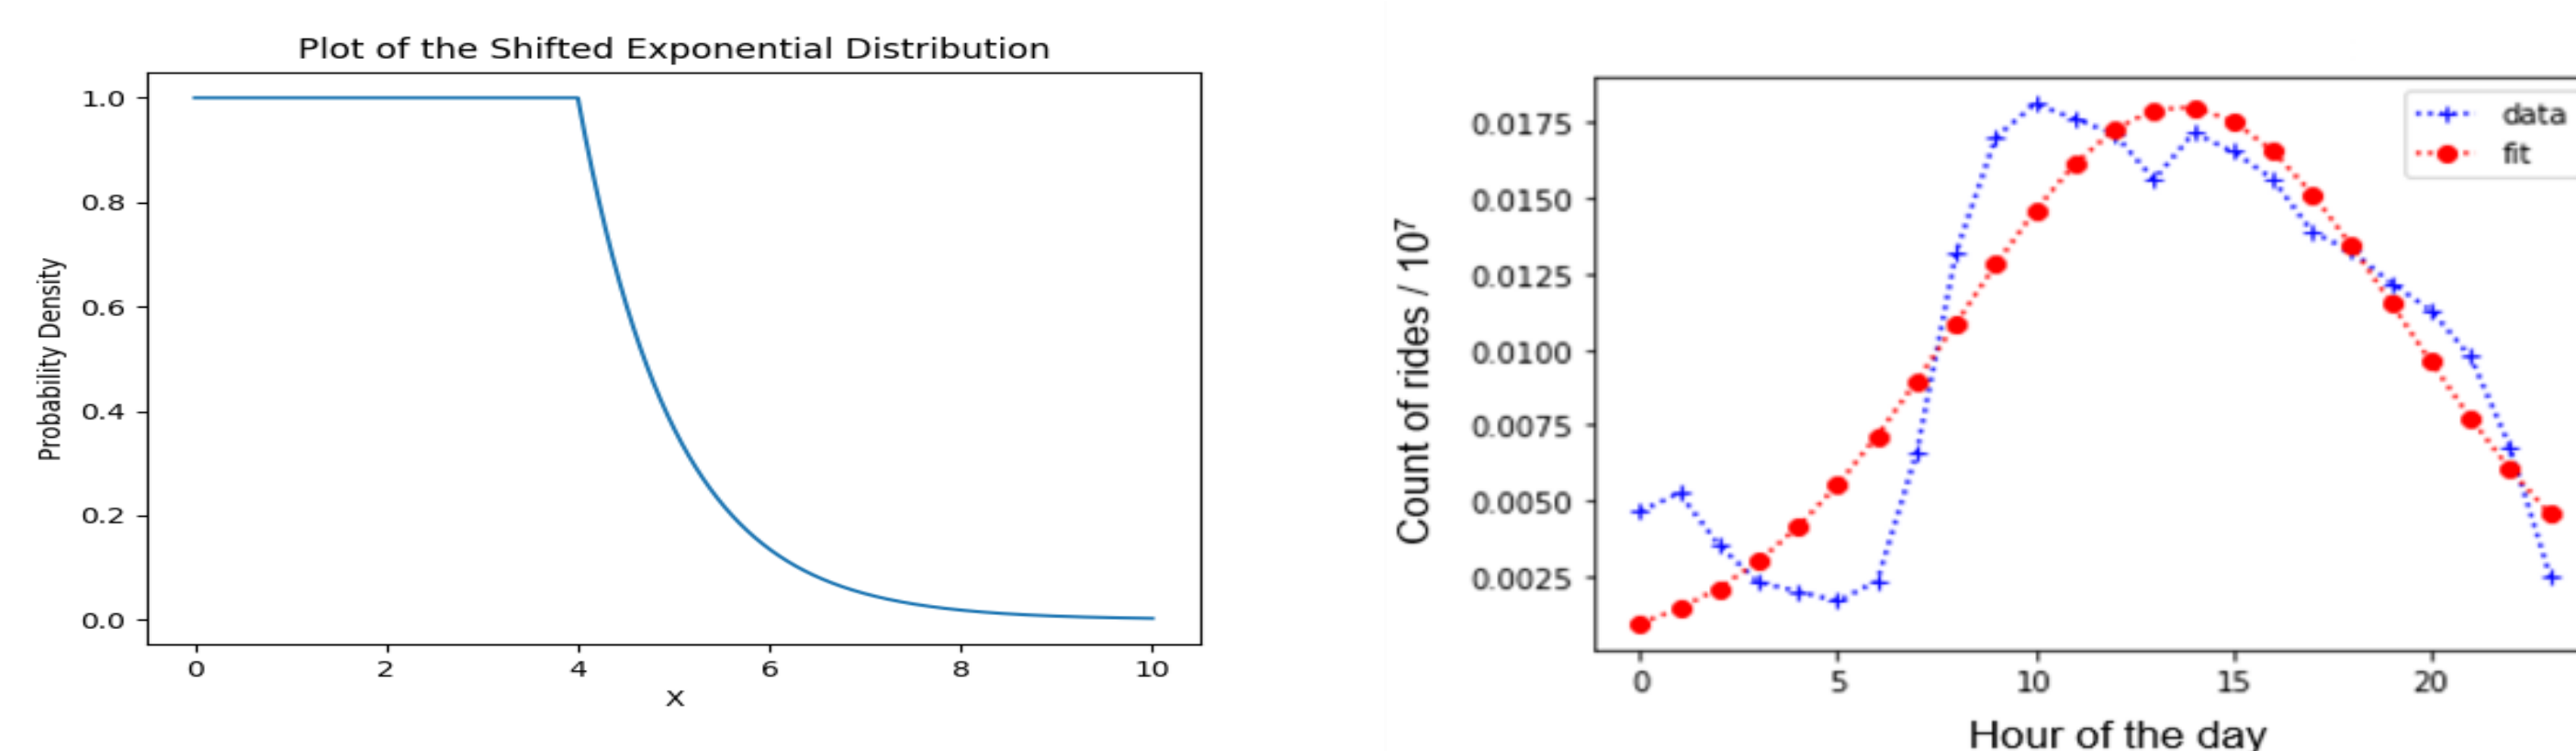 Plot of the Shifted Exponential Distribution
Probability Density
1.0
0.8
0.6
0.4
0.2
0.0
0 2 4 6 8 10
x
Count of rides / 10⁷
0.0175
0.0150
0.0125
0.0100
0.0075
0.0050
0.0025
data
fit
0 5 10 15 20
Hour of the day